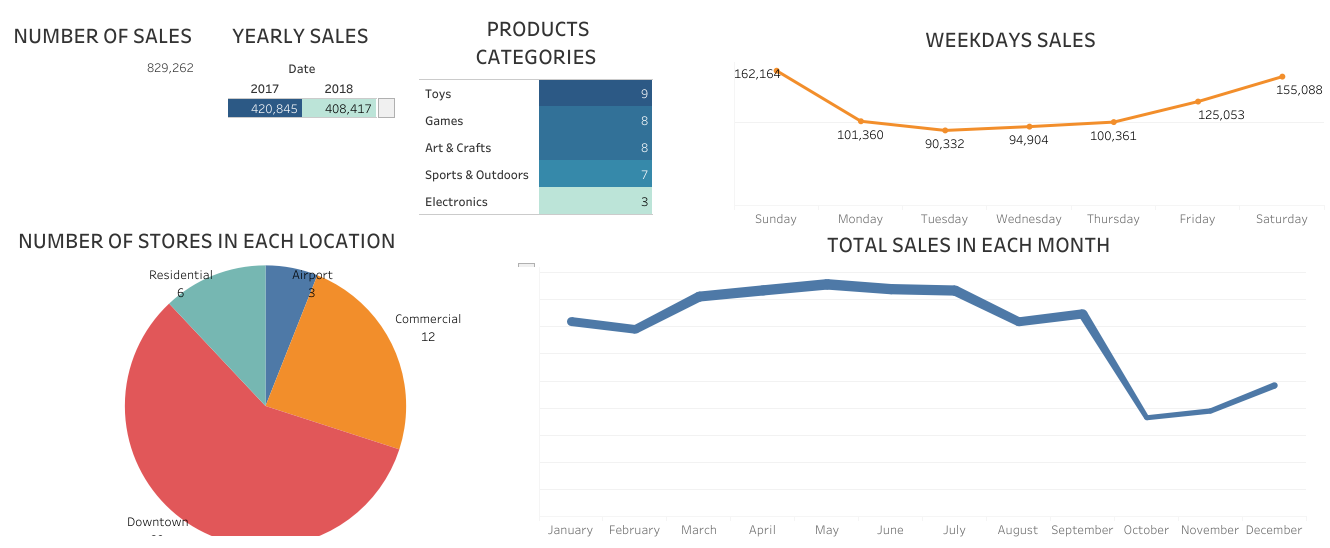 NUMBER OF SALES
829,262
YEARLY SALES
Date
2017 2018
420,845 408,417
PRODUCTS
CATEGORIES
Toys 9
Games 8
Art & Crafts 8
Sports & Outdoors 7
Electronics 3
WEEKDAYS SALES
162,164
101,360
90,332
94,904
100,361
125,053
155,088
Sunday Monday Tuesday Wednesday Thursday Friday Saturday
NUMBER OF STORES IN EACH LOCATION
Residential
6
Airport
3
Commercial
12
Downtown
TOTAL SALES IN EACH MONTH
January February March April May June July August September October November December